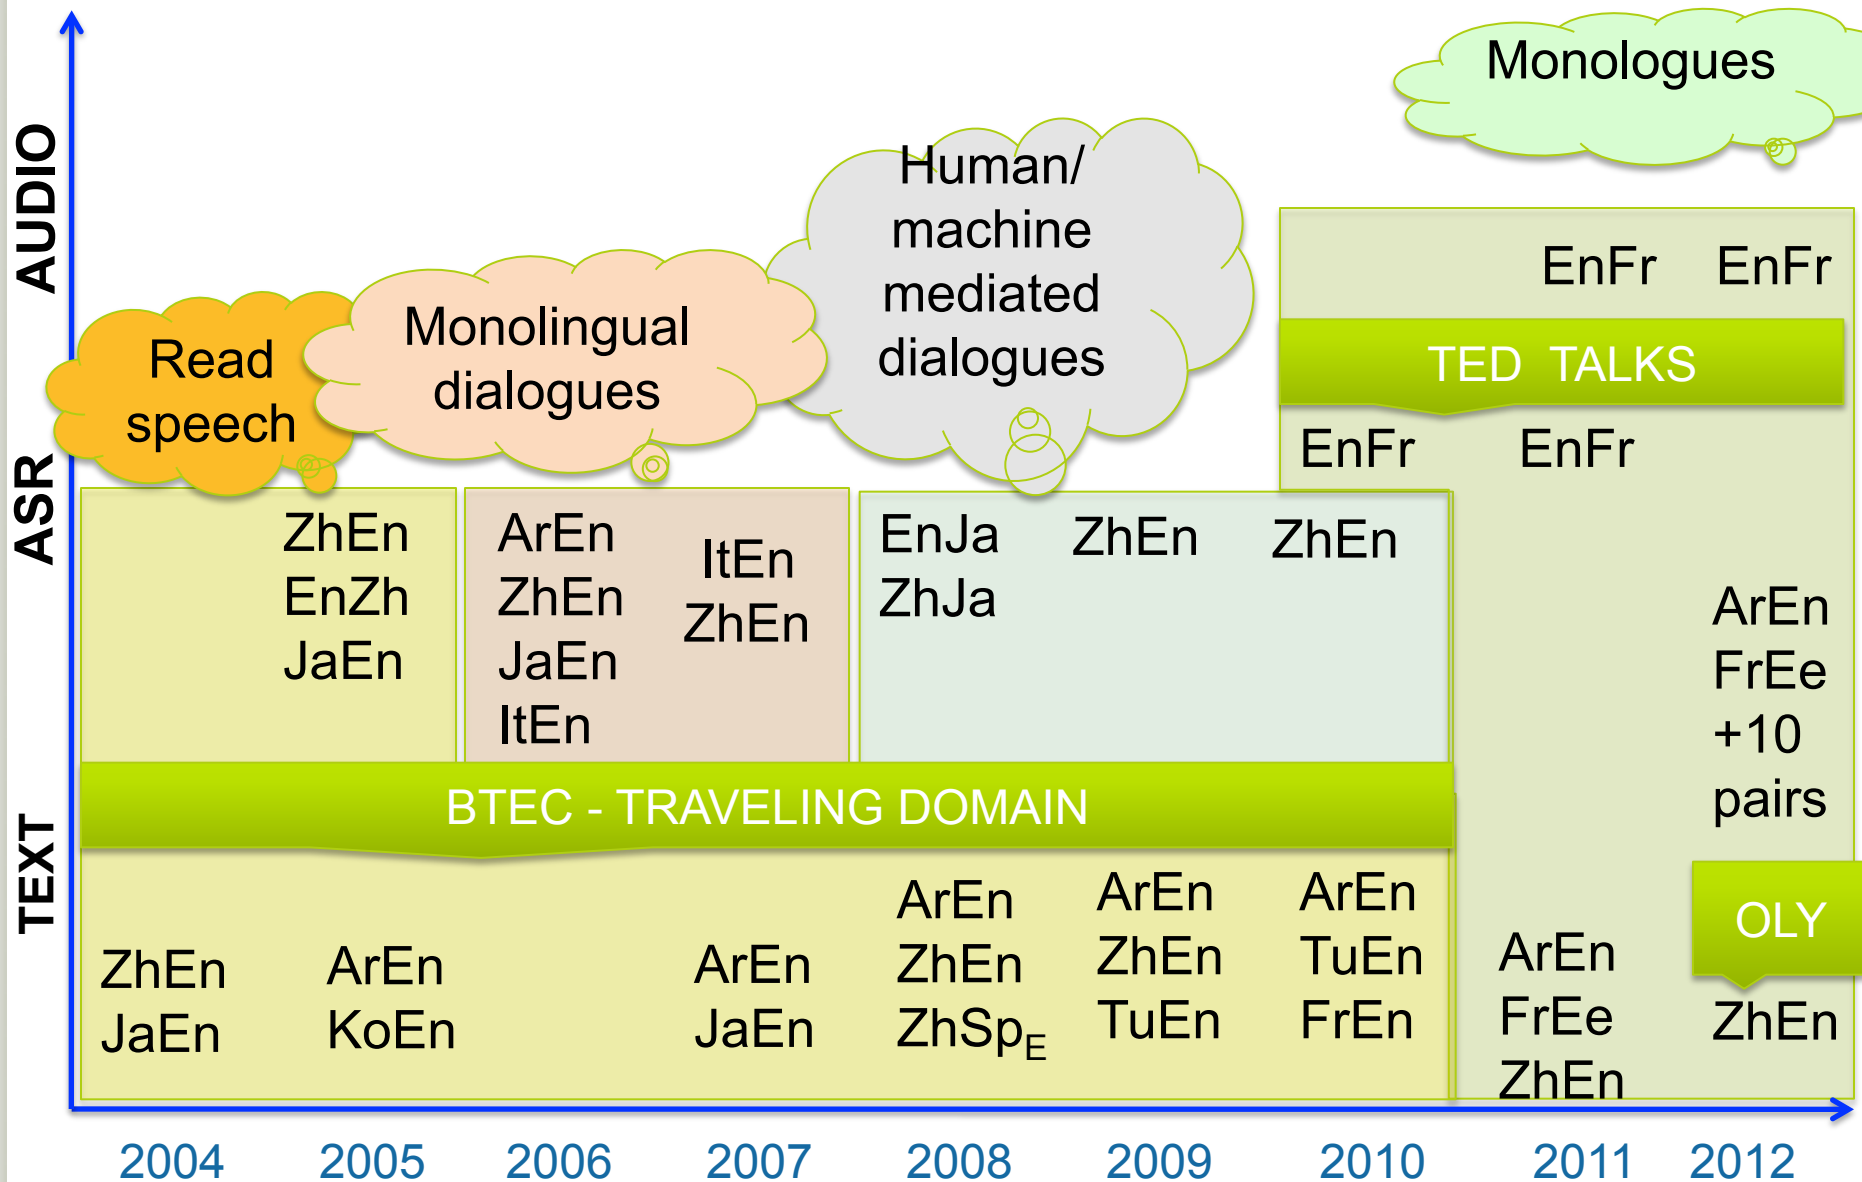 Monologues
AUDIO
ASR
TEXT
Read
speech
Monolingual
dialogues
Human/
machine
mediated
dialogues
EnFr
EnFr
TED TALKS
EnFr
EnFr
ZhEn
EnZh
JaEn
ArEn
ZhEn
JaEn
ItEn
ItEn
ZhEn
EnJa
ZhJa
ZhEn
ZhEn
ArEn
FrEe
+10
pairs
BTEC - TRAVELING DOMAIN
OLY
ZhEn
JaEn
ArEn
KoEn
ArEn
JaEn
ArEn
ZhEn
ZhSpE
ArEn
ZhEn
TuEn
ArEn
TuEn
FrEn
ArEn
FrEe
ZhEn
ZhEn
2004 2005 2006 2007 2008 2009 2010 2011 2012